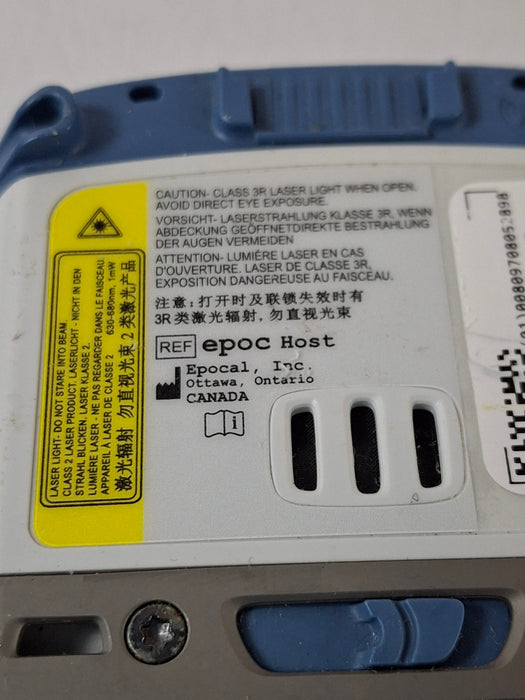 CAUTION- CLASS 3R LASER LIGHT WHEN OPEN.
AVOID DIRECT EYE EXPOSURE.
VORSICHT- LASERSTRAHLUNG KLASSE 3R, WENN
ABDECKUNG GEÖFFNETDIREKTE BESTRAHLUNG
DER AUGEN VERMEIDEN
ATTENTION- LUMIÈRE LASER EN CAS
D'OUVERTURE. LASER DE CLASSE 3R,
EXPOSITION DANGEREUSE AU FAISCEAU.
注意: 打开时及联锁失效时有
3R 类激光辐射, 勿直视光束
REF epoc Host
Epocal, Inc.
Ottawa, Ontario
CANADA
LASER LIGHT- DO NOT STARE INTO BEAM.
CLASS 2 LASER PRODUCT. LASERLICHT - NICHT IN DEN
STRAHL BLICKEN. LASER KLASSE 2.
LUMIÈRE LASER - NE PAS REGARDER DANS LE FAISCEAU.
APPAREIL À LASER DE CLASSE 2 630-680nm, 1mW
激光辐射 勿直视光束 2 类激光产品